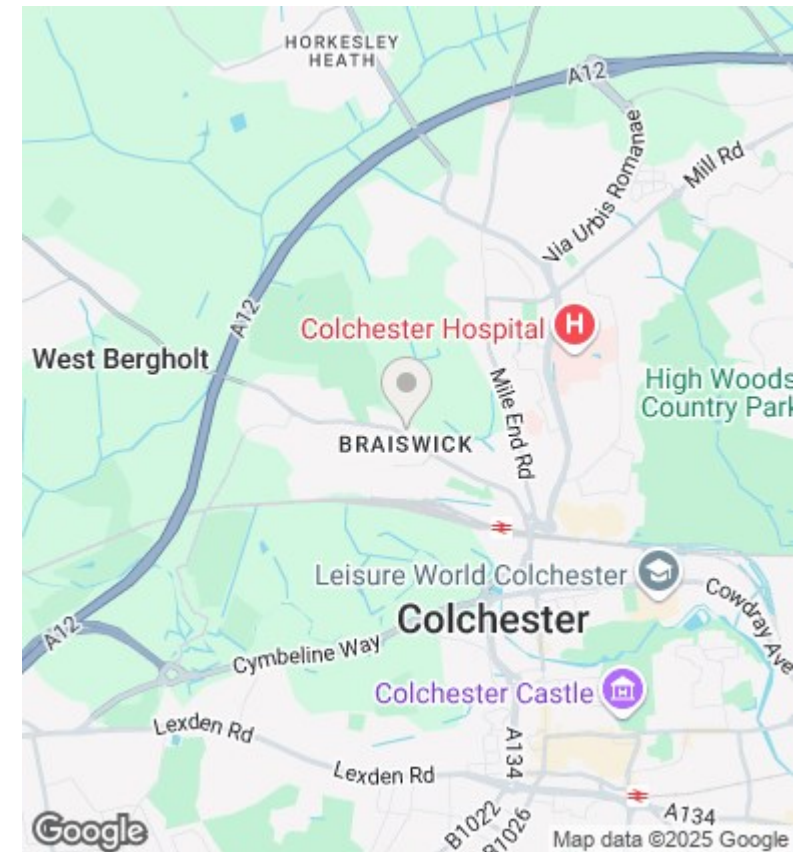 HORKESLEY
HEATH
A12
Via Urbis Romanae
Mill Rd
A12
Colchester Hospital
H
West Bergholt
Mile End Rd
High Woods
Country Park
BRAISWICK
Leisure World Colchester
Cowdray Ave
Colchester
A12
Cymbeline Way
Colchester Castle
Lexden Rd
A134
Lexden Rd
A134
B1022
B1026
Google
Map data ©2025 Google